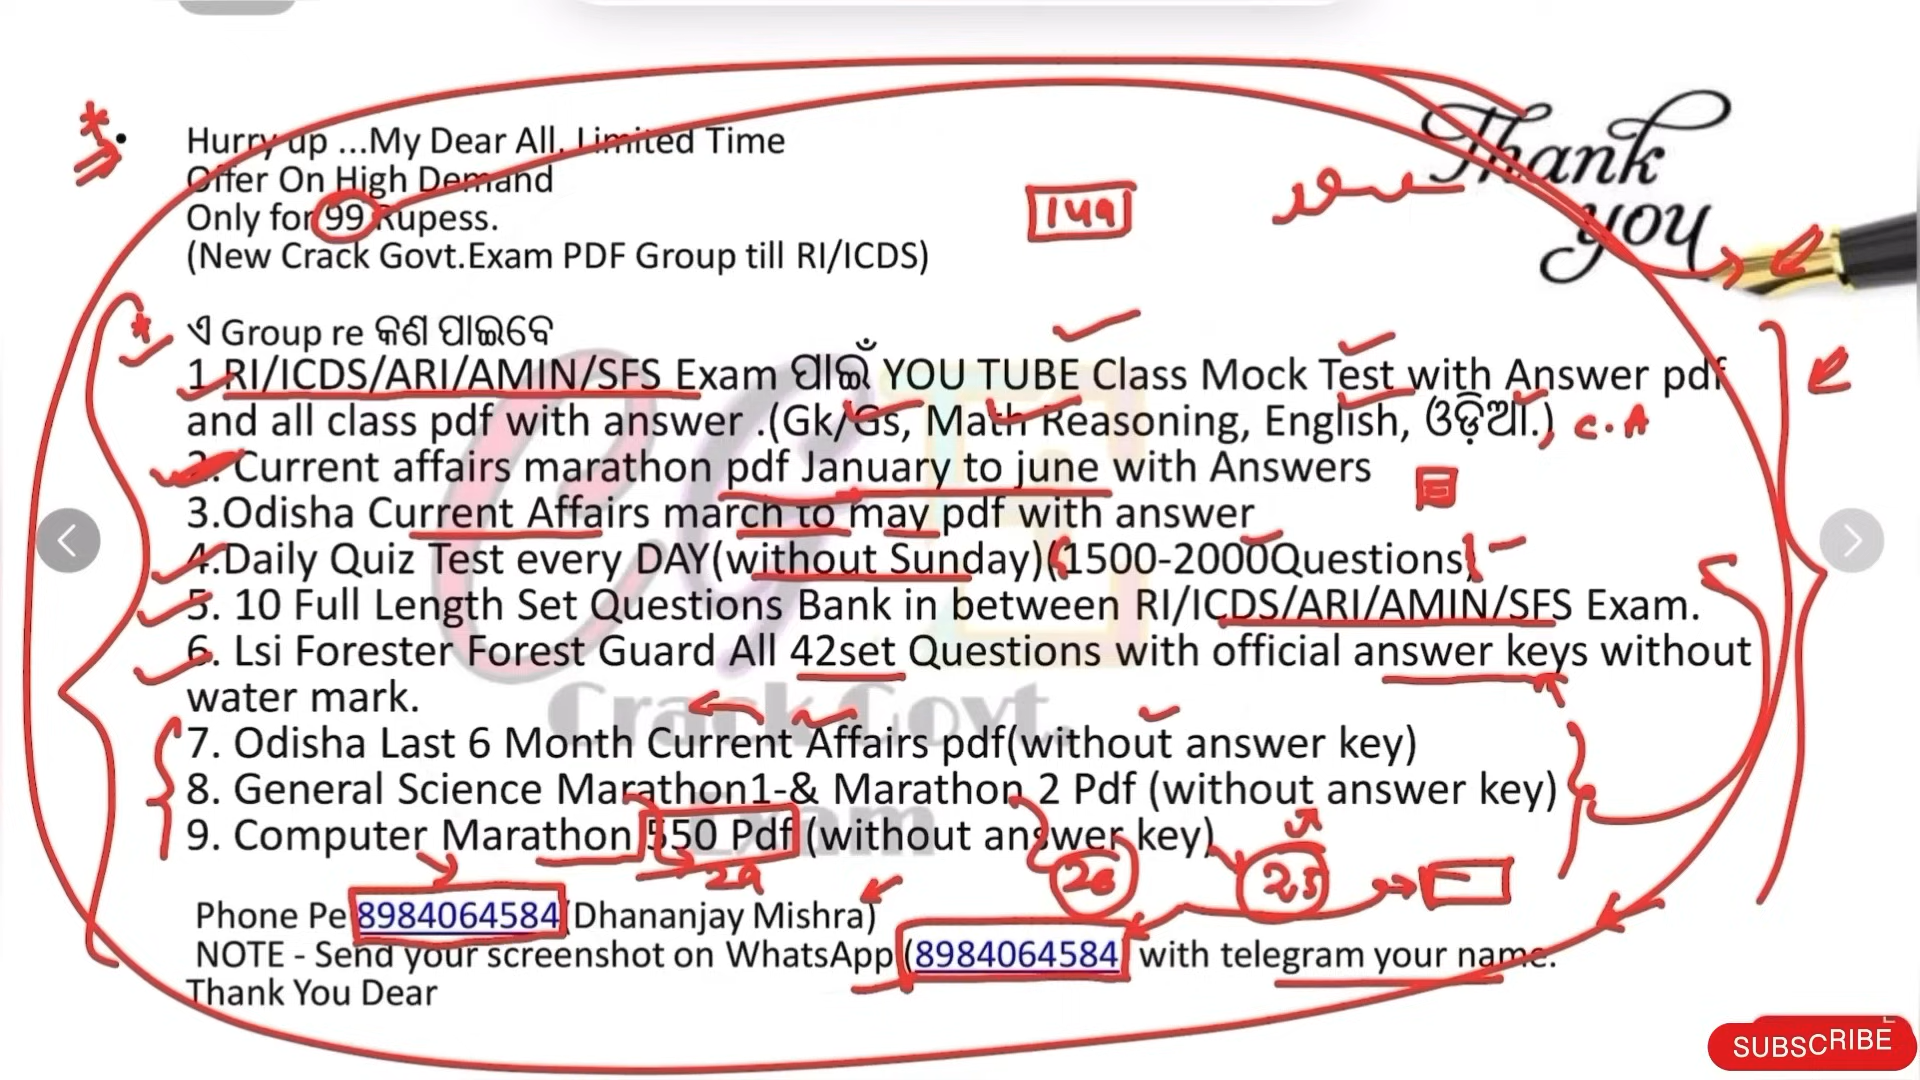 Hurry up ...My Dear All. Limited Time
Offer On High Demand
Only for 99 Rupess.
(New Crack Govt.Exam PDF Group till RI/ICDS)
149
Thank
you
ଏ Group re କଣ ପାଇବେ
1 RI/ICDS/ARI/AMIN/SFS Exam ପାଇଁ YOU TUBE Class Mock Test with Answer pdf
and all class pdf with answer .(Gk/Gs, Math Reasoning, English, ଓଡ଼ିଆ.), C.A
2. Current affairs marathon pdf January to june with Answers
3.Odisha Current Affairs march to may pdf with answer
4.Daily Quiz Test every DAY(without Sunday)(1500-2000Questions)
5. 10 Full Length Set Questions Bank in between RI/ICDS/ARI/AMIN/SFS Exam.
6. Lsi Forester Forest Guard All 42set Questions with official answer keys without
water mark.
7. Odisha Last 6 Month Current Affairs pdf(without answer key)
8. General Science Marathon1-& Marathon 2 Pdf (without answer key)
9. Computer Marathon 550 Pdf (without answer key)
29 26 25
Phone Pe 8984064584(Dhananjay Mishra)
NOTE - Send your screenshot on WhatsApp (8984064584) with telegram your name.
Thank You Dear
Crack Govt.
Exam
SUBSCRIBE